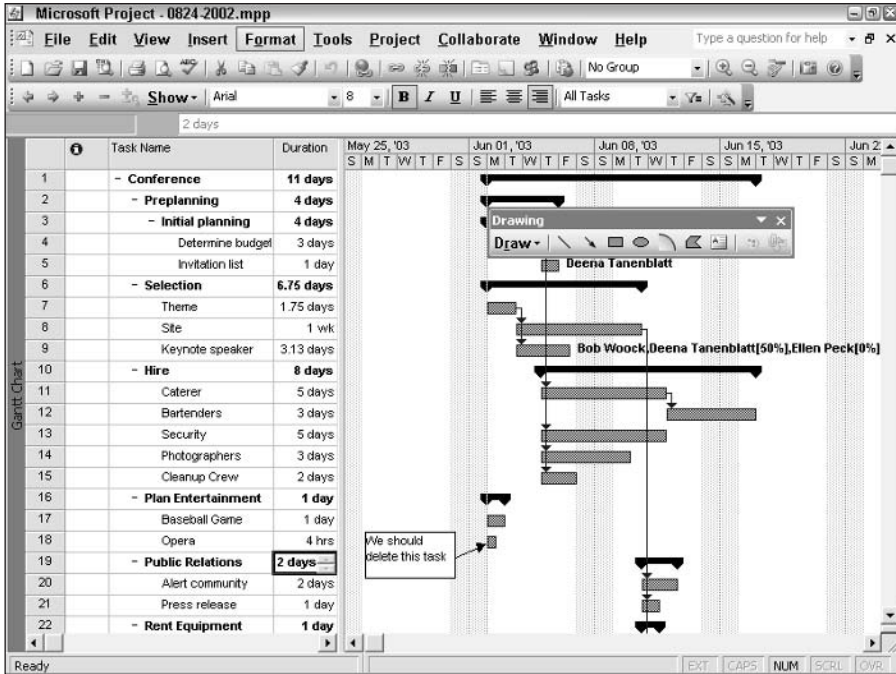 Microsoft Project - 0824-2002.mpp
File Edit View Insert Format Tools Project Collaborate Window Help Type a question for help
No Group
Show Arial 8 B I U All Tasks
2 days
Task Name Duration May 25, '03 Jun 01, '03 Jun 08, '03 Jun 15, '03 Jun 2
S M T W T F S S M T W T F S S M T W T F S S M T W T F S S M
1 - Conference 11 days
2 - Preplanning 4 days
3 - Initial planning 4 days
Drawing
Draw
4 Determine budget 3 days
5 Invitation list 1 day Deena Tanenblatt
6 - Selection 6.75 days
7 Theme 1.75 days
8 Site 1 wk
9 Keynote speaker 3.13 days Bob Woock,Deena Tanenblatt[50%],Ellen Peck[0%]
10 - Hire 8 days
11 Caterer 5 days
12 Bartenders 3 days
13 Security 5 days
14 Photographers 3 days
15 Cleanup Crew 2 days
16 - Plan Entertainment 1 day
17 Baseball Game 1 day
18 Opera 4 hrs
We should
delete this task
19 - Public Relations 2 days
20 Alert community 2 days
21 Press release 1 day
22 - Rent Equipment 1 day
Gantt Chart
Ready EXT CAPS NUM SCRL OVR